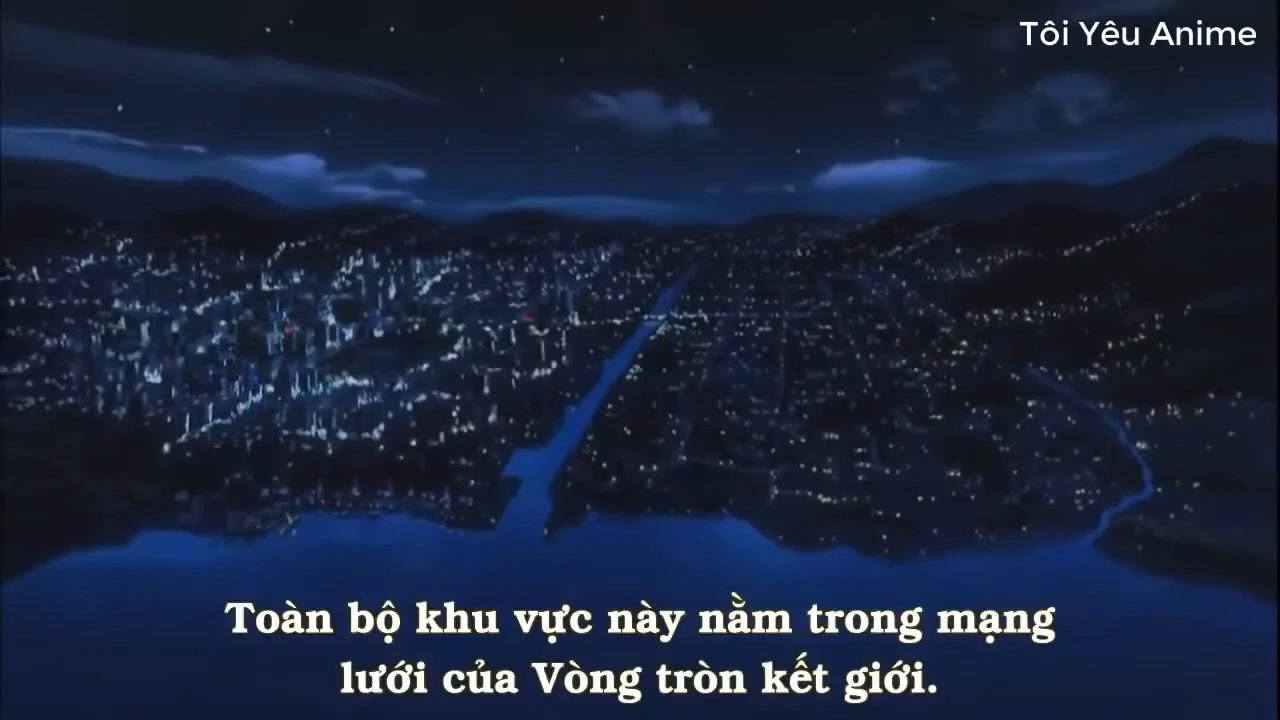 Tôi Yêu Anime
Toàn bộ khu vực này nằm trong mạng
lưới của Vòng tròn kết giới.